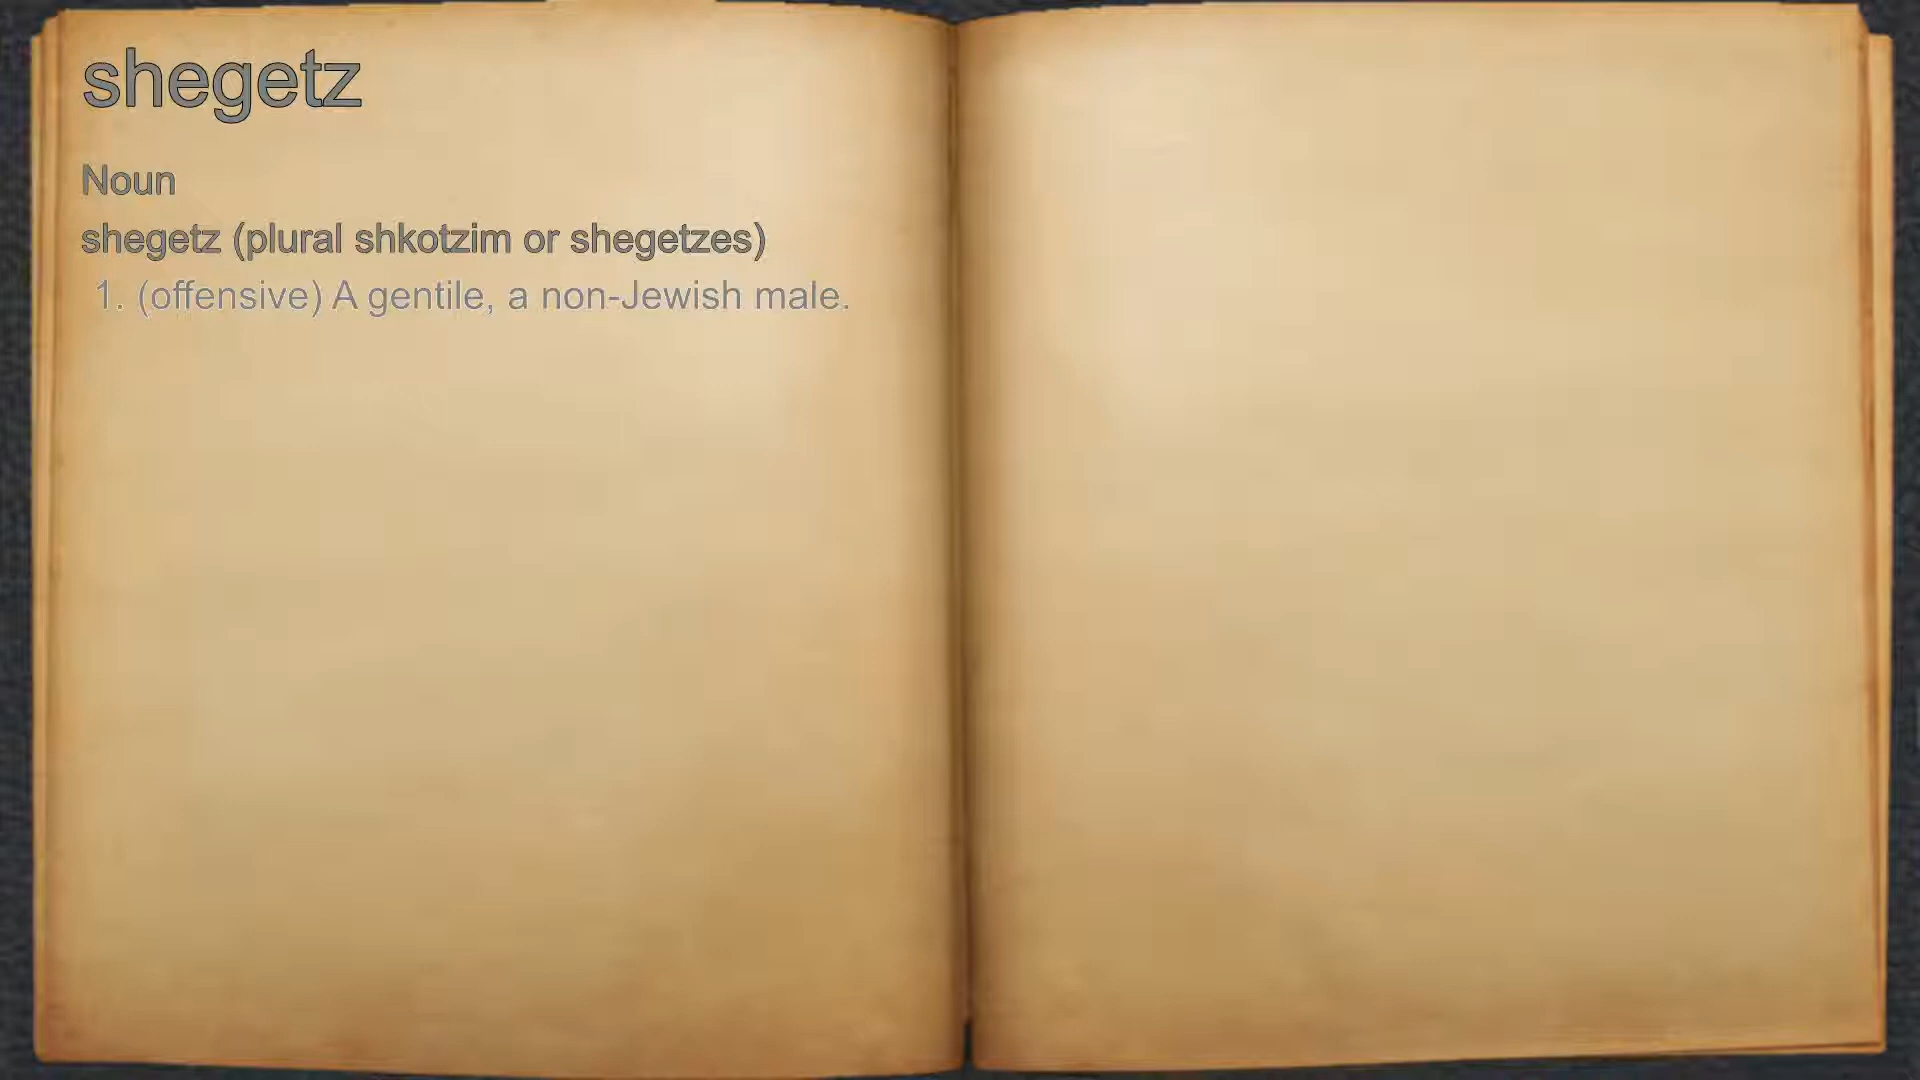 shegetz
Noun
shegetz (plural shkotzim or shegetzes)
1. (offensive) A gentile, a non-Jewish male.